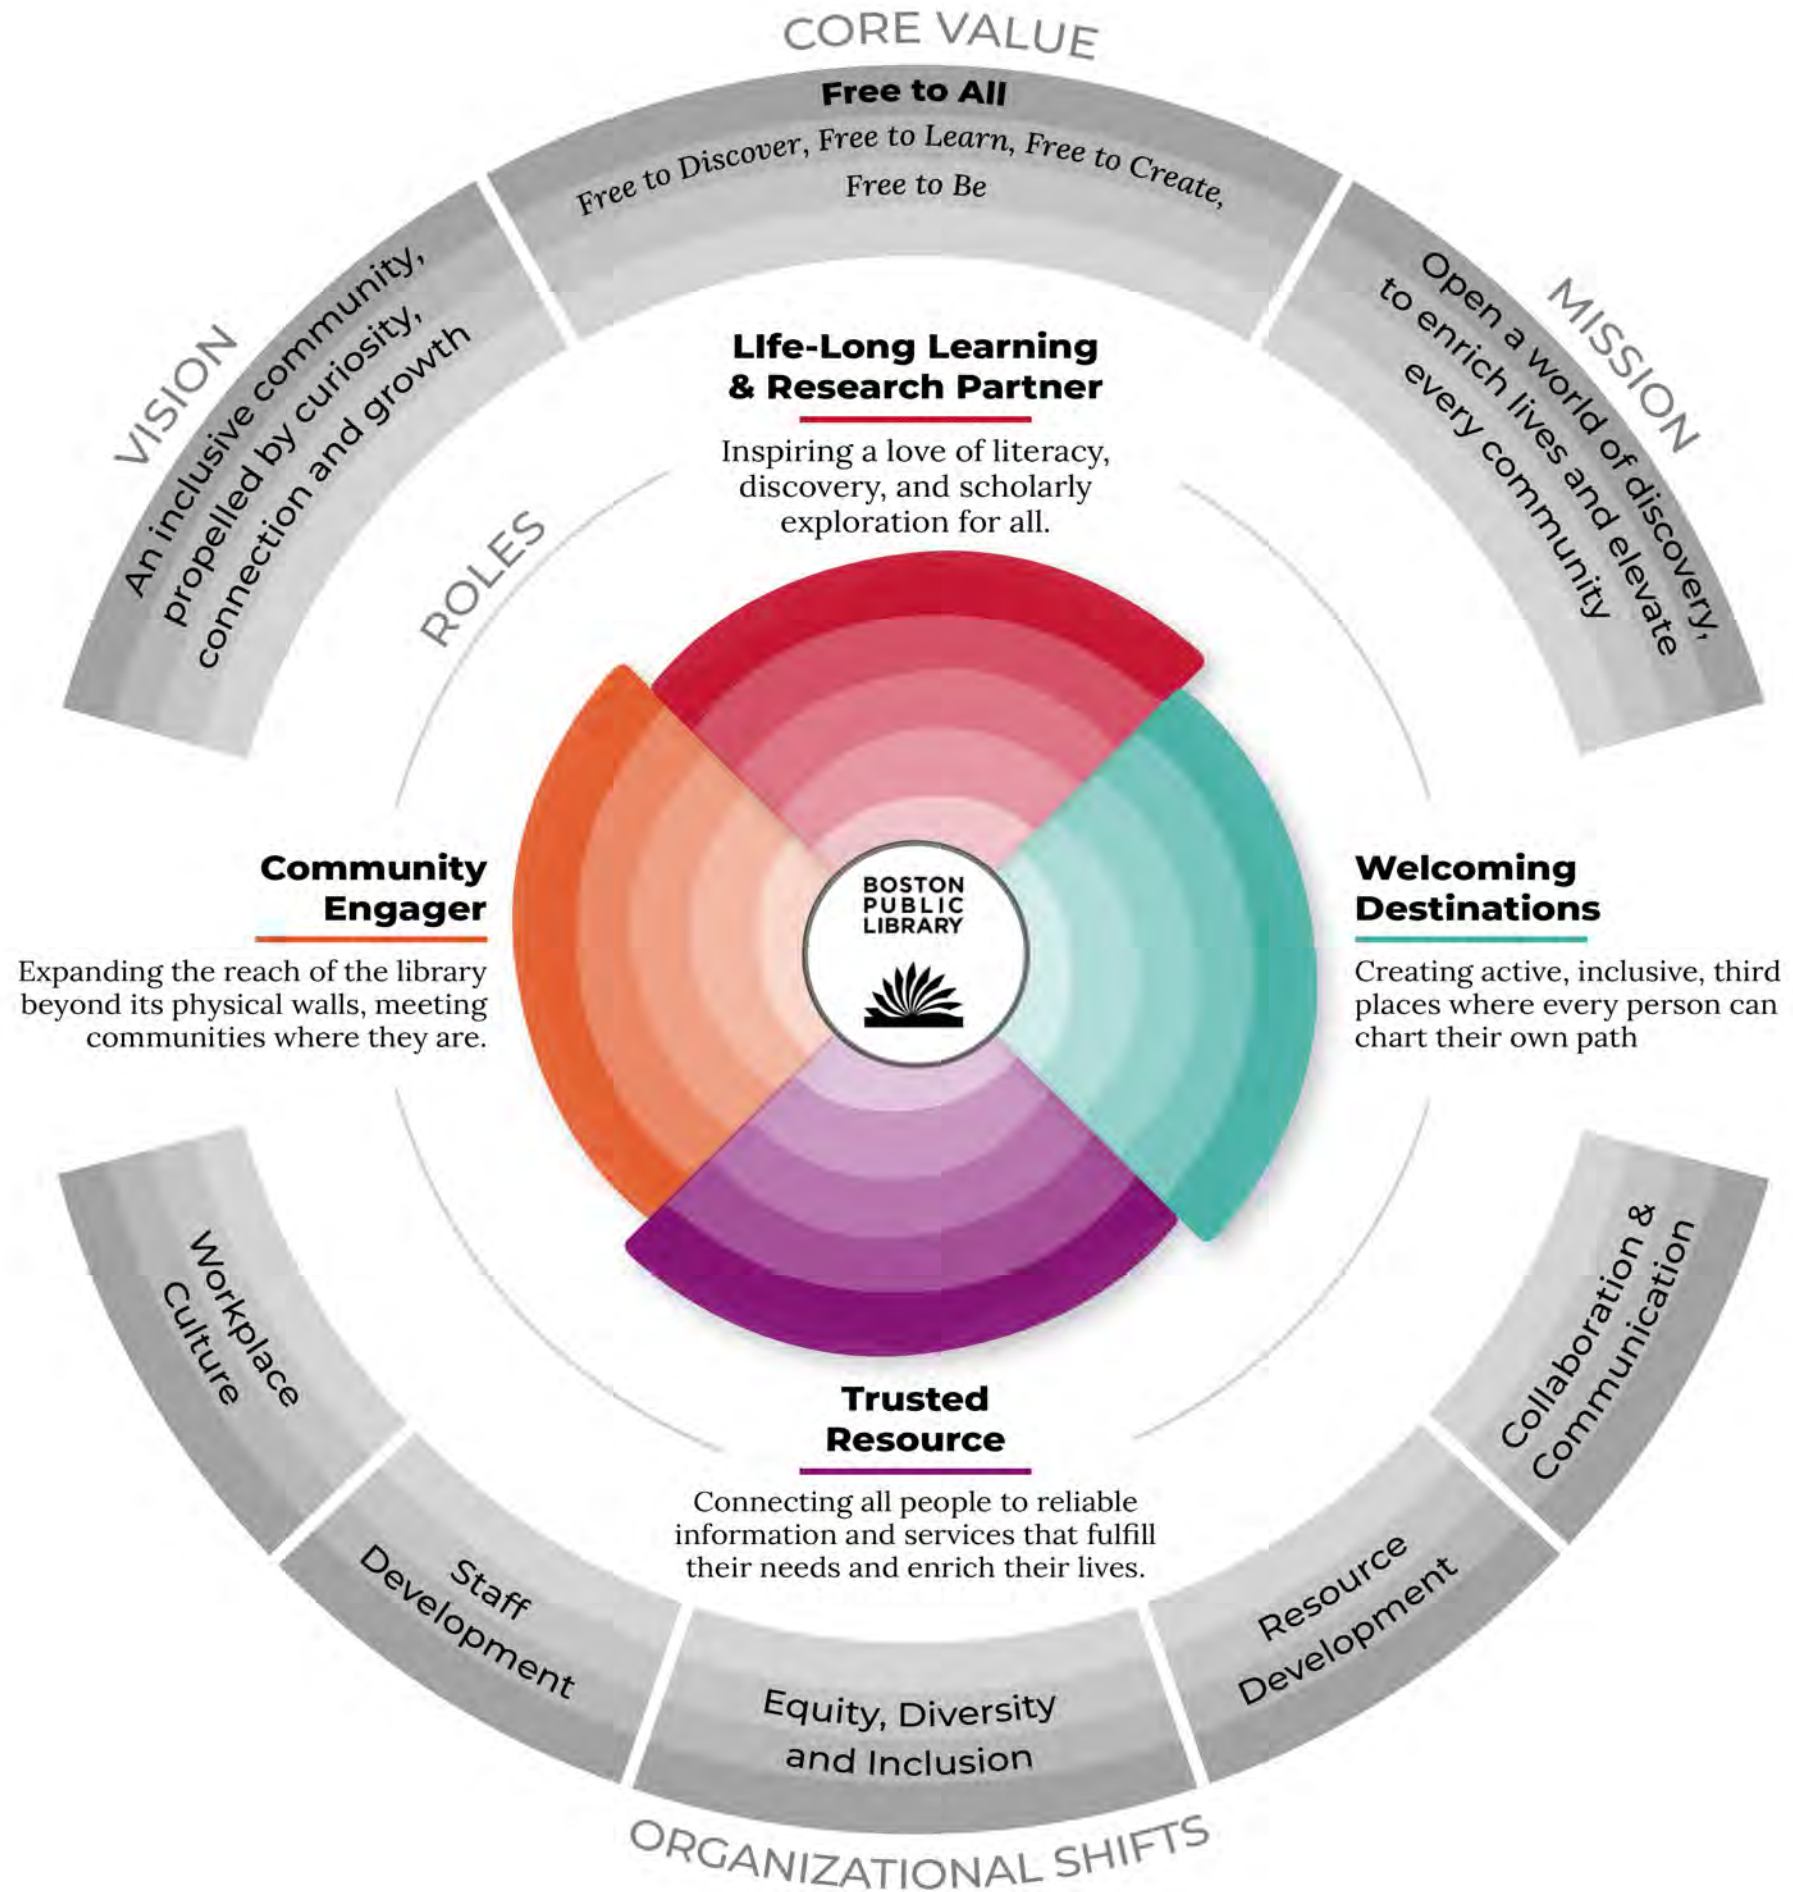 CORE VALUE
Free to All
Free to Discover, Free to Learn, Free to Create,
Free to Be
VISION
An inclusive community,
propelled by curiosity,
connection and growth
MISSION
Open a world of discovery,
to enrich lives and elevate
every community
ROLES
LIfe-Long Learning
& Research Partner
Inspiring a love of literacy,
discovery, and scholarly
exploration for all.
Community
Engager
Expanding the reach of the library
beyond its physical walls, meeting
communities where they are.
BOSTON
PUBLIC
LIBRARY
Welcoming
Destinations
Creating active, inclusive, third
places where every person can
chart their own path
Trusted
Resource
Connecting all people to reliable
information and services that fulfill
their needs and enrich their lives.
Workplace
Culture
Staff
Development
Equity, Diversity
and Inclusion
Resource
Development
Collaboration &
Communication
ORGANIZATIONAL SHIFTS